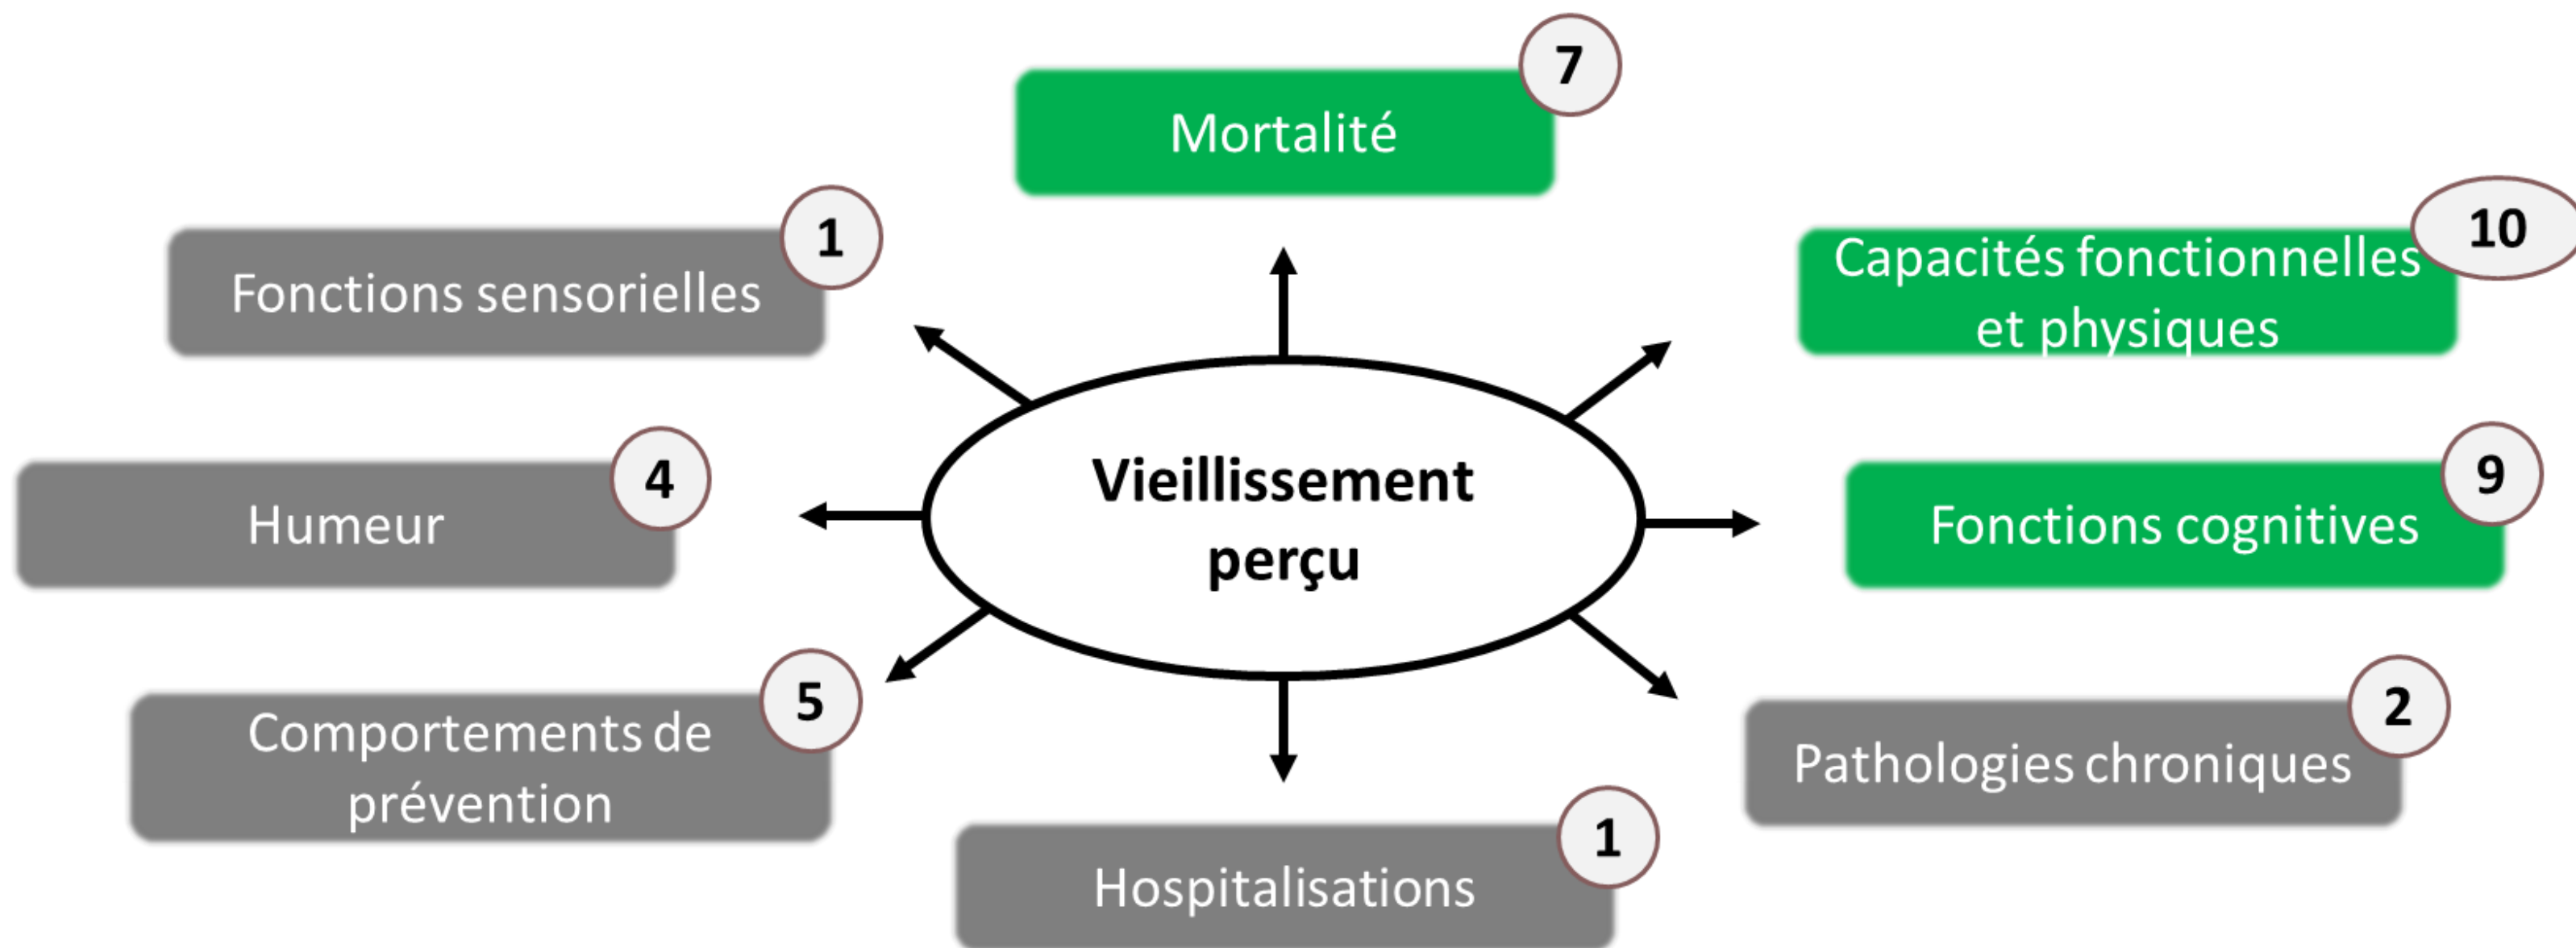 7
Mortalité
1
Fonctions sensorielles
10
Capacités fonctionnelles
et physiques
4
Humeur
Vieillissement
perçu
9
Fonctions cognitives
5
Comportements de
prévention
2
Pathologies chroniques
1
Hospitalisations